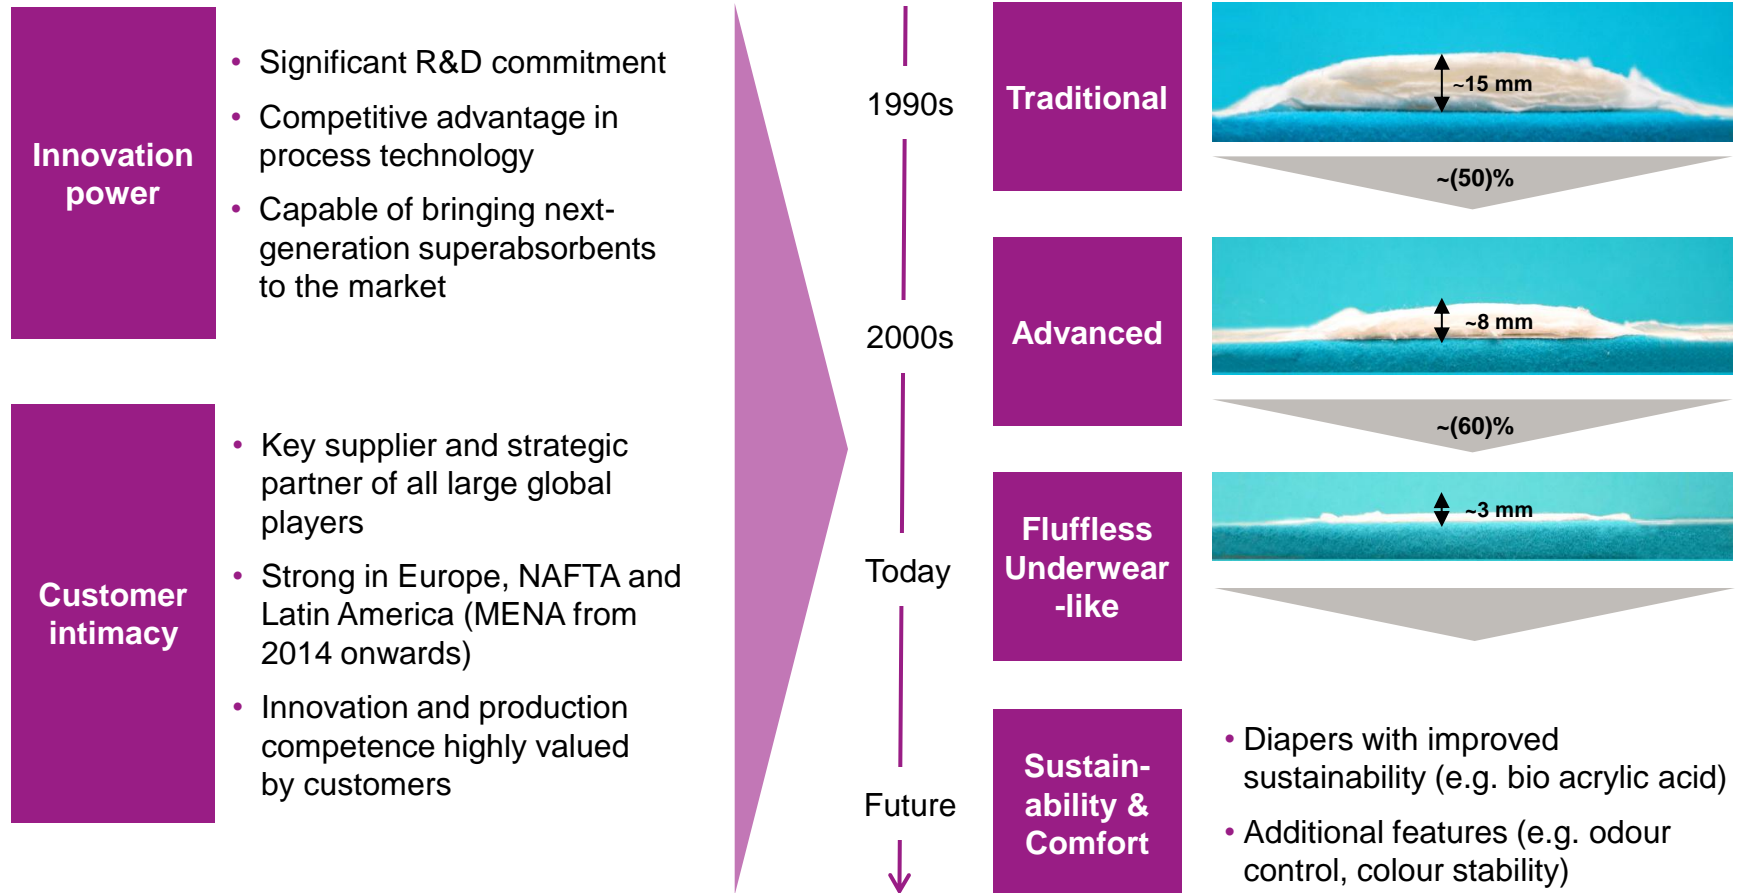 Innovation
power
• Significant R&D commitment
• Competitive advantage in
process technology
• Capable of bringing next-
generation superabsorbents
to the market
Customer
intimacy
• Key supplier and strategic
partner of all large global
players
• Strong in Europe, NAFTA and
Latin America (MENA from
2014 onwards)
• Innovation and production
competence highly valued
by customers
1990s
Traditional
~15 mm
~(50)%
2000s
Advanced
~8 mm
~(60)%
Today
Fluffless
Underwear
-like
~3 mm
Future
Sustain-
ability &
Comfort
• Diapers with improved
sustainability (e.g. bio acrylic acid)
• Additional features (e.g. odour
control, colour stability)